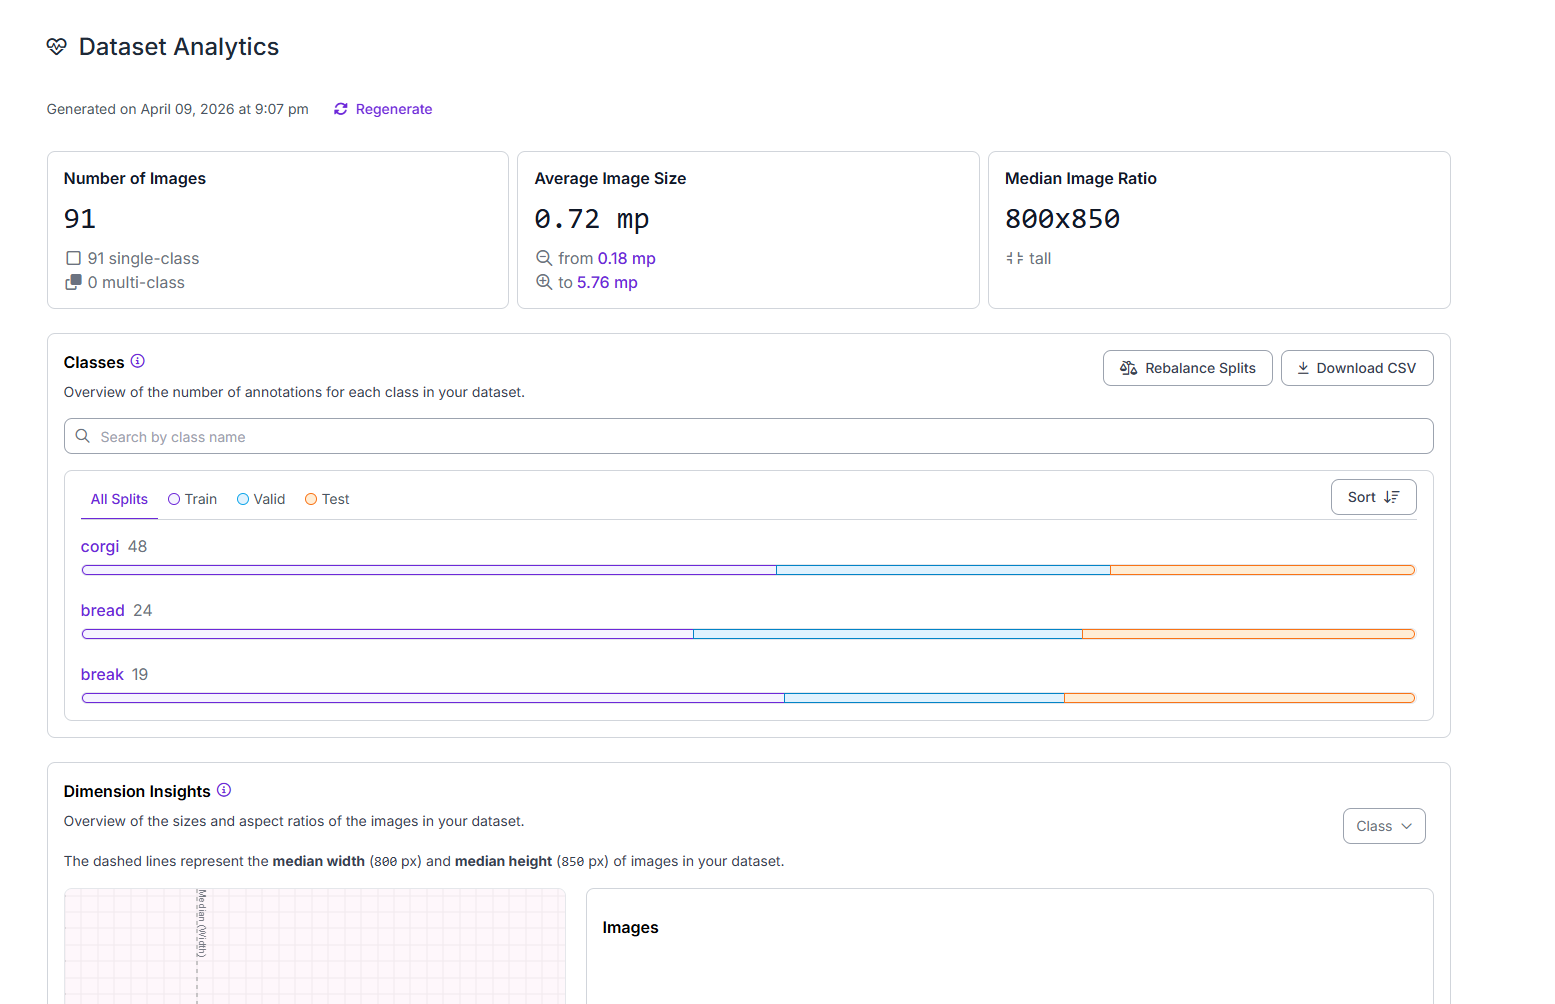 Dataset Analytics
Generated on April 09, 2026 at 9:07 pm Regenerate
Number of Images
91
91 single-class
0 multi-class
Average Image Size
0.72 mp
from 0.18 mp
to 5.76 mp
Median Image Ratio
800x850
tall
Classes
Overview of the number of annotations for each class in your dataset.
Rebalance Splits
Download CSV
Search by class name
All Splits Train Valid Test
Sort
corgi 48
bread 24
break 19
Dimension Insights
Overview of the sizes and aspect ratios of the images in your dataset.
Class
The dashed lines represent the median width (800 px) and median height (850 px) of images in your dataset.
Median (Width)
Images